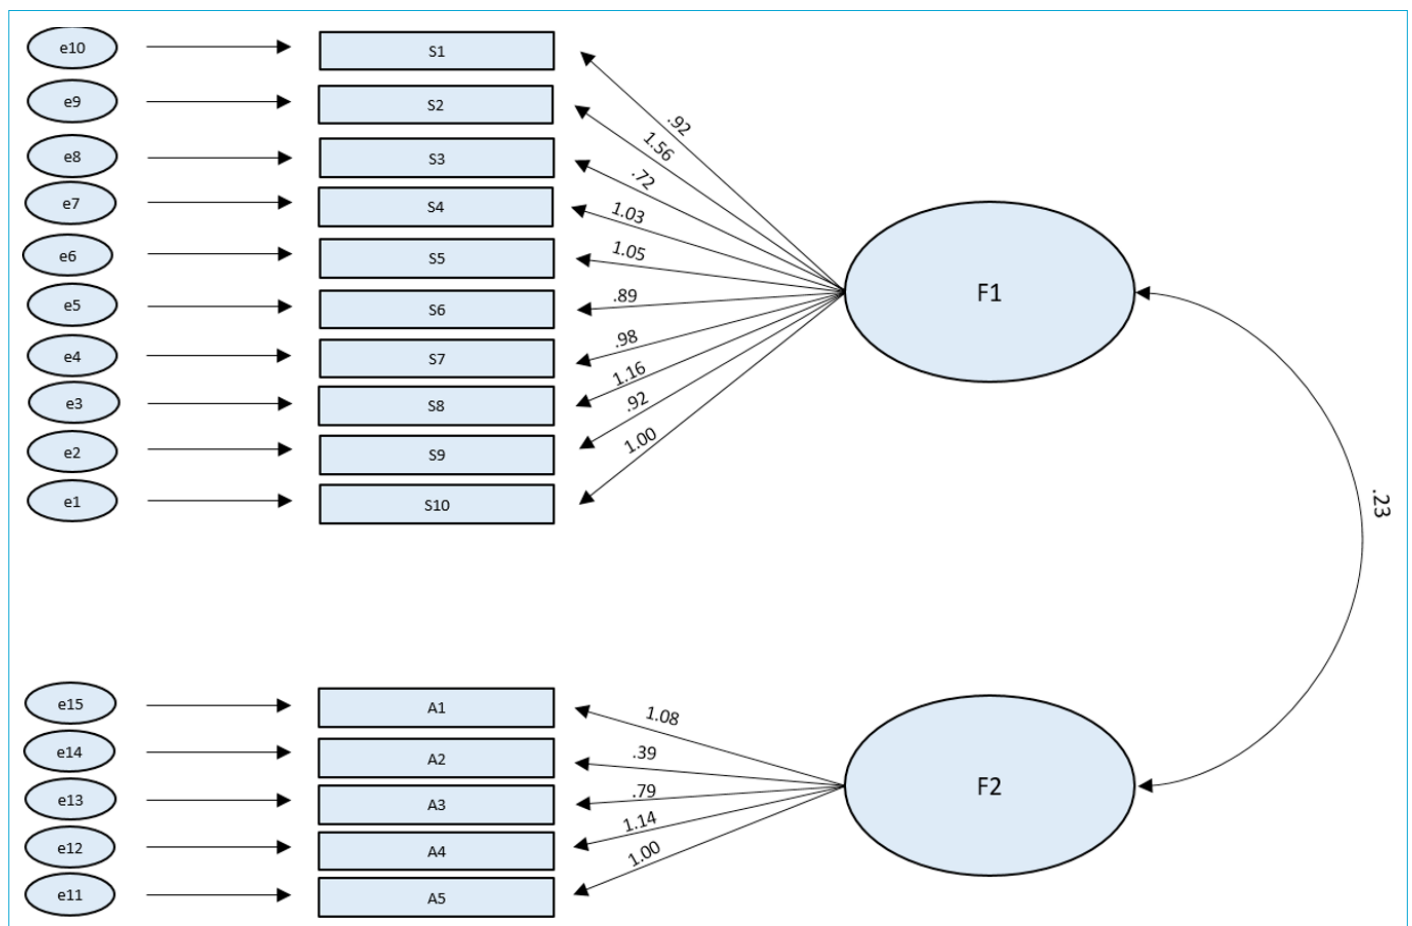 e10
S1
e9
S2
e8
S3
e7
S4
e6
S5
e5
S6
e4
S7
e3
S8
e2
S9
e1
S10
.92
1.56
.72
1.03
1.05
.89
.98
1.16
.92
1.00
F1
.23
e15
A1
e14
A2
e13
A3
e12
A4
e11
A5
1.08
.39
.79
1.14
1.00
F2